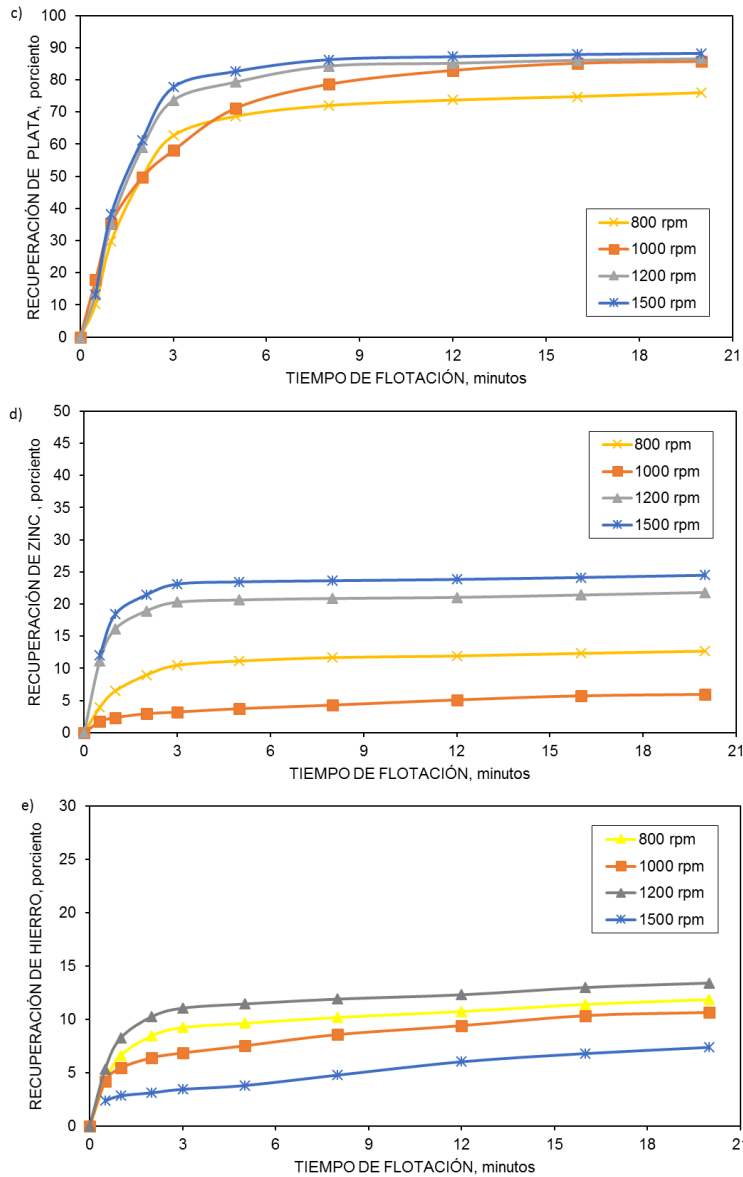 c)
RECUPERACIÓN DE PLATA, porciento
100
90
80
70
60
50
40
30
20
10
0
800 rpm
1000 rpm
1200 rpm
1500 rpm
0 3 6 9 12 15 18 21
TIEMPO DE FLOTACIÓN, minutos
d)
RECUPERACIÓN DE ZINC , porciento
50
45
40
35
30
25
20
15
10
5
0
800 rpm
1000 rpm
1200 rpm
1500 rpm
0 3 6 9 12 15 18 21
TIEMPO DE FLOTACIÓN, minutos
e)
RECUPERACIÓN DE HIERRO, porciento
30
25
20
15
10
5
0
800 rpm
1000 rpm
1200 rpm
1500 rpm
0 3 6 9 12 15 18 21
TIEMPO DE FLOTACIÓN, minutos